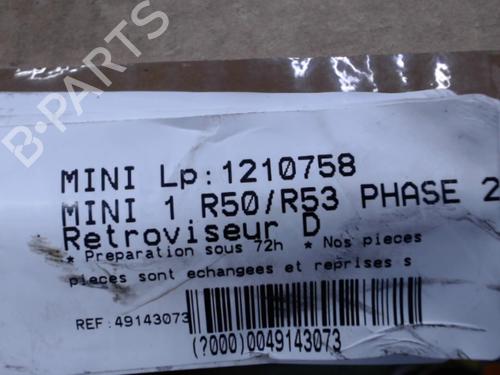 B-PARTS
MINI Lp:1210758
MINI 1 R50/R53 PHASE 2
Retroviseur D
* Preparation sous 72h * Nos pieces
pieces sont echangees et reprises s
REF:49143073
(?000)0049143073